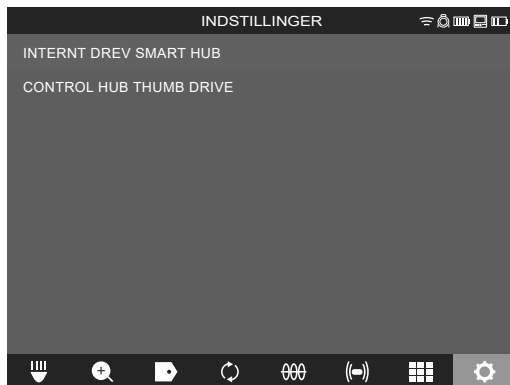 INDSTILLINGER
INTERNT DREV SMART HUB
CONTROL HUB THUMB DRIVE